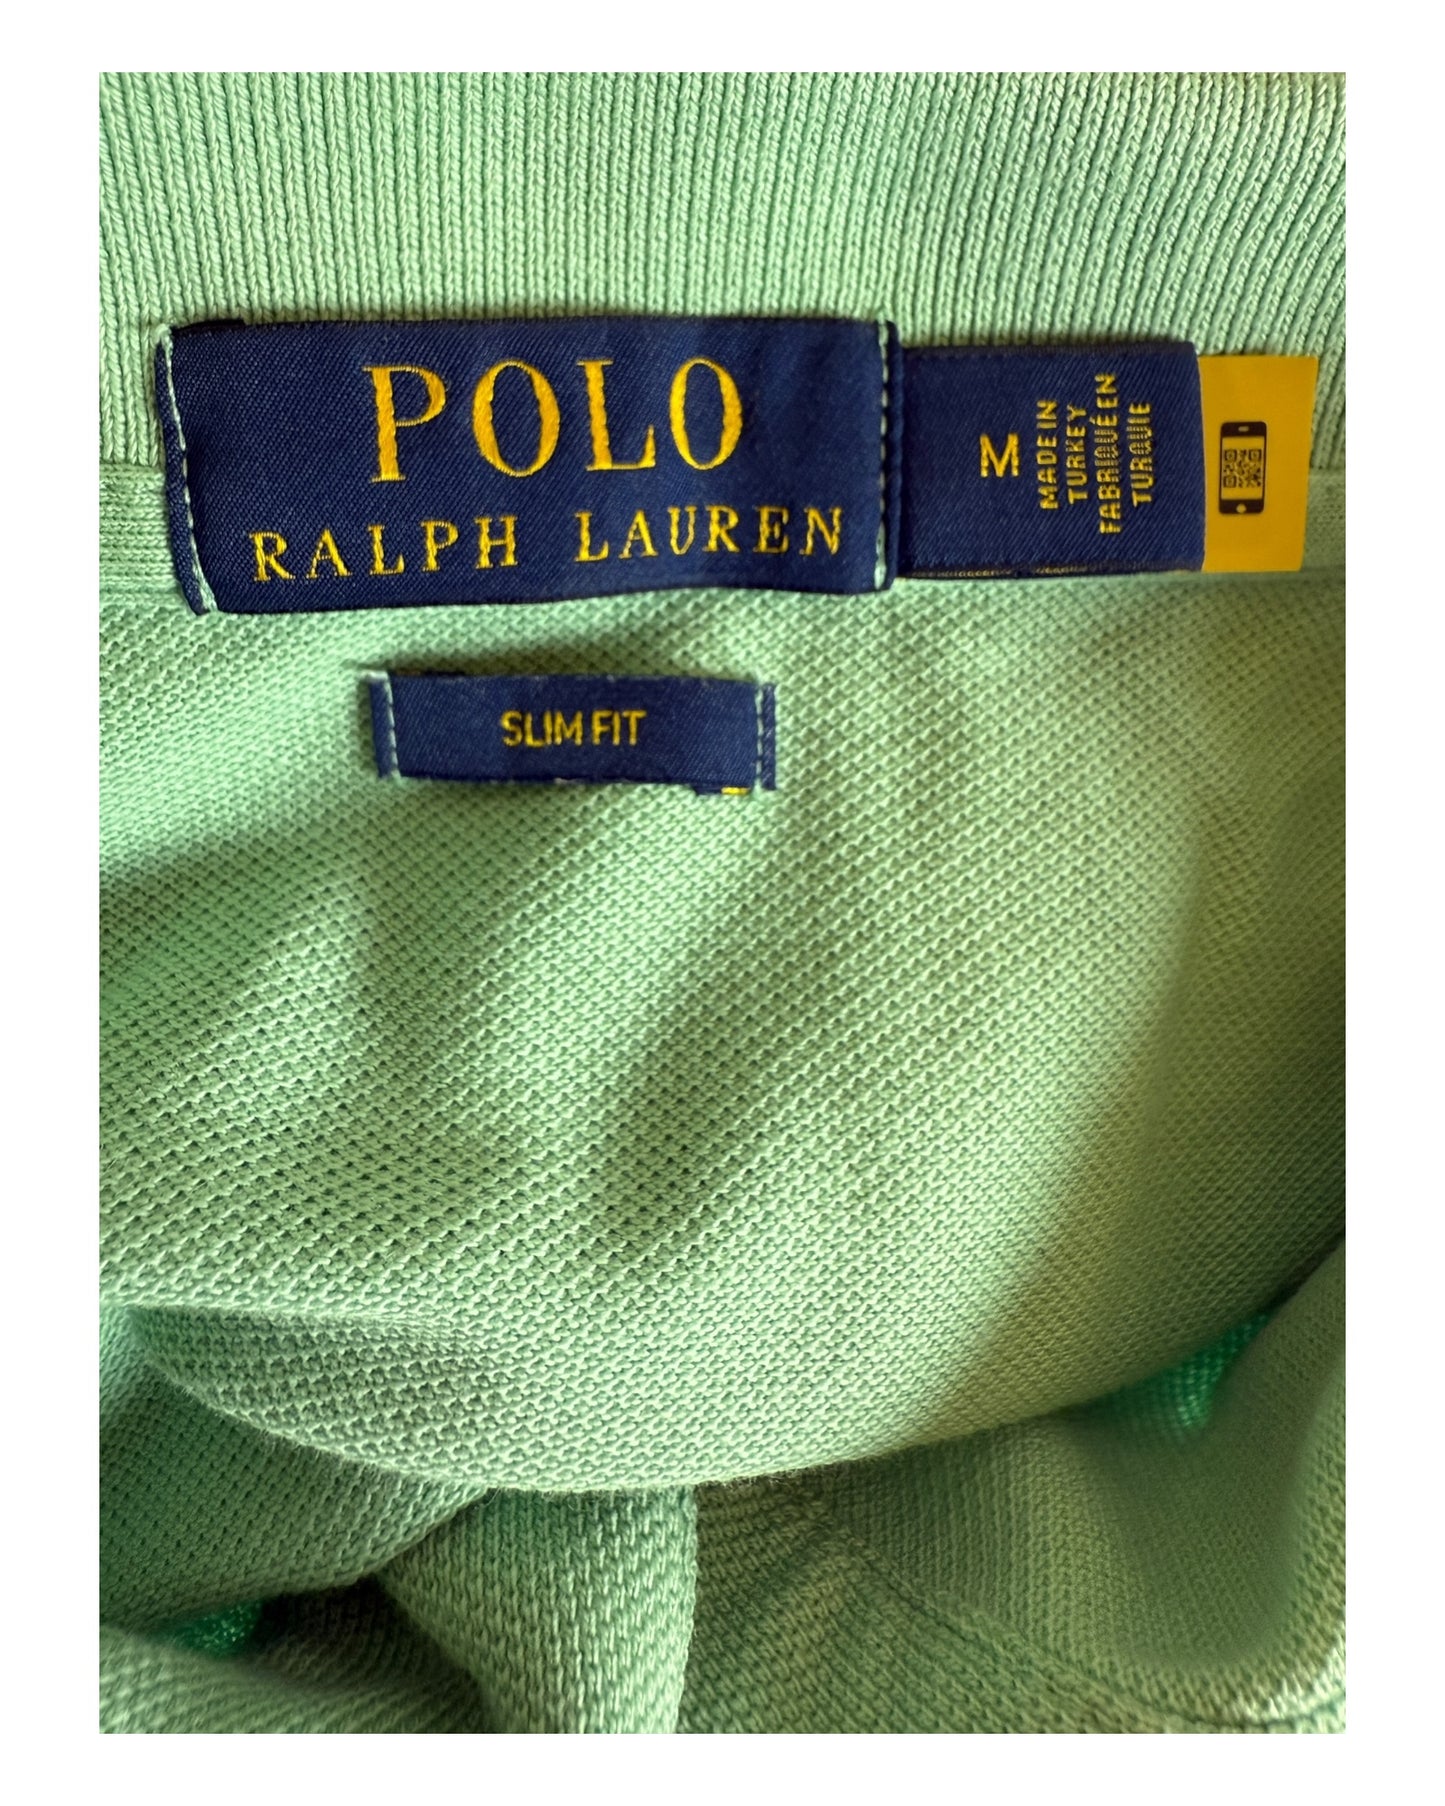 POLO
RALPH LAUREN
M
MADE IN
TURKEY
FABRIQUÉ EN
TURQUIE
SLIM FIT